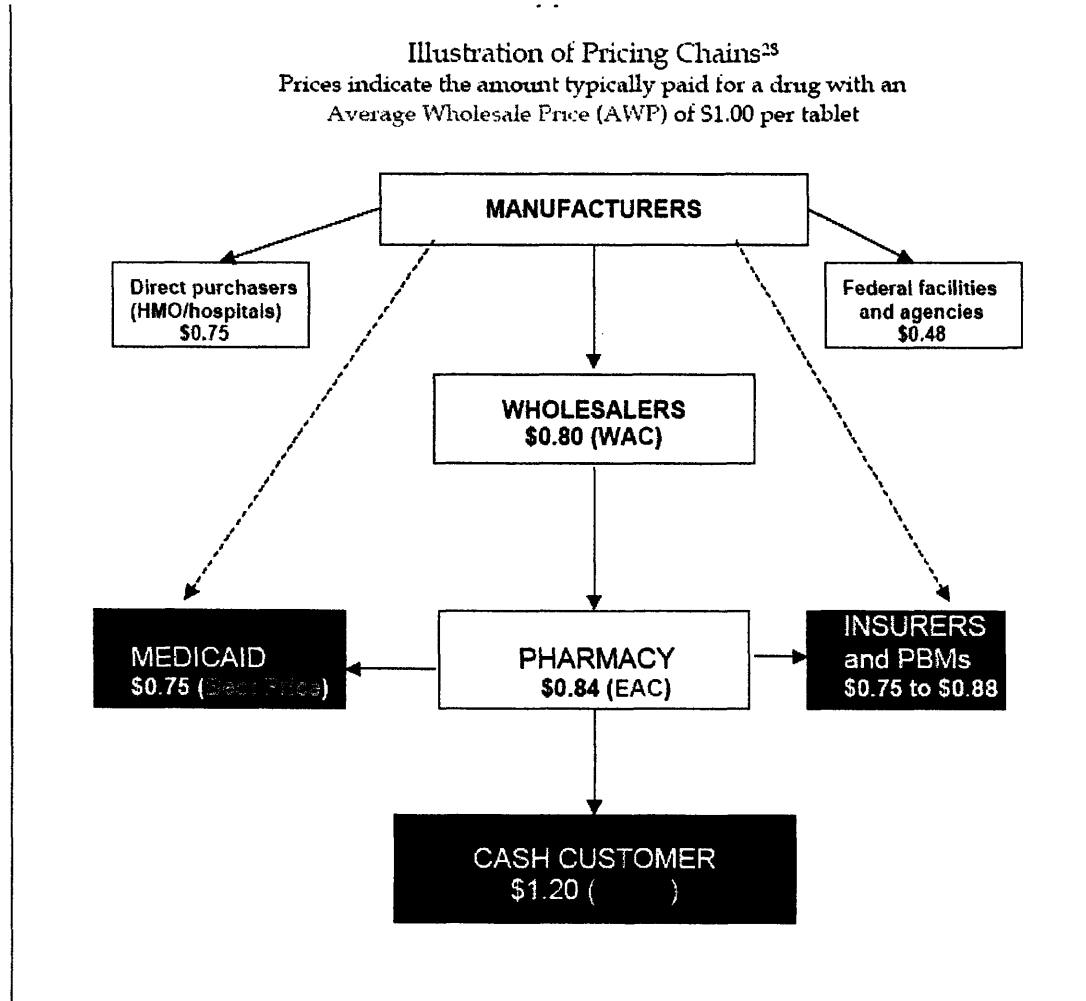 Illustration of Pricing Chains²⁸
Prices indicate the amount typically paid for a drug with an
Average Wholesale Price (AWP) of $1.00 per tablet
MANUFACTURERS
Direct purchasers
(HMO/hospitals)
$0.75
Federal facilities
and agencies
$0.48
WHOLESALERS
$0.80 (WAC)
MEDICAID
$0.75 (Best Price)
PHARMACY
$0.84 (EAC)
INSURERS
and PBMs
$0.75 to $0.88
CASH CUSTOMER
$1.20 ( )